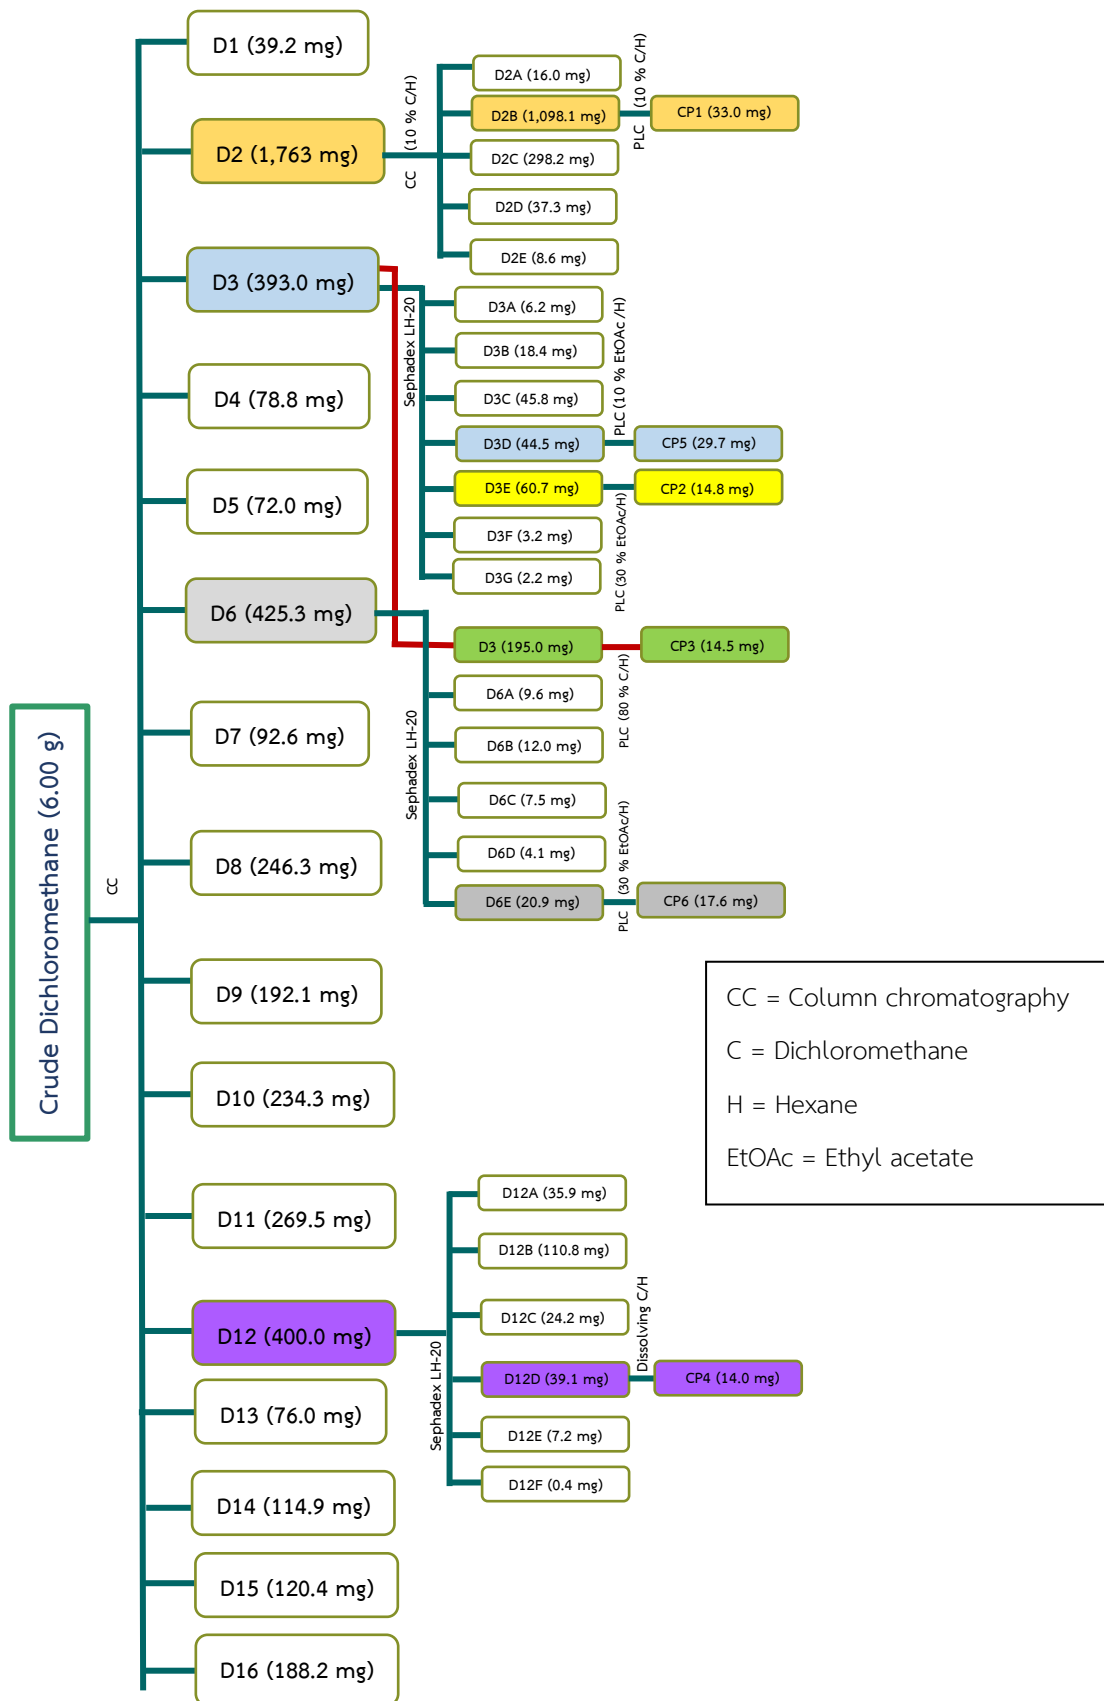 Crude Dichloromethane (6.00 g)
CC
D1 (39.2 mg)
D2 (1,763 mg)
CC (10 % C/H)
D2A (16.0 mg)
D2B (1,098.1 mg)
PLC (10 % C/H)
CP1 (33.0 mg)
D2C (298.2 mg)
D2D (37.3 mg)
D2E (8.6 mg)
D3 (393.0 mg)
Sephadex LH-20
D3A (6.2 mg)
D3B (18.4 mg)
D3C (45.8 mg)
D3D (44.5 mg)
PLC (10 % EtOAc /H)
CP5 (29.7 mg)
D3E (60.7 mg)
PLC (30 % EtOAc/H)
CP2 (14.8 mg)
D3F (3.2 mg)
D3G (2.2 mg)
D4 (78.8 mg)
D5 (72.0 mg)
D6 (425.3 mg)
D3 (195.0 mg)
PLC (80 % C/H)
CP3 (14.5 mg)
Sephadex LH-20
D6A (9.6 mg)
D6B (12.0 mg)
D6C (7.5 mg)
D6D (4.1 mg)
D6E (20.9 mg)
PLC (30 % EtOAc/H)
CP6 (17.6 mg)
D7 (92.6 mg)
D8 (246.3 mg)
D9 (192.1 mg)
D10 (234.3 mg)
D11 (269.5 mg)
D12 (400.0 mg)
Sephadex LH-20
D12A (35.9 mg)
D12B (110.8 mg)
D12C (24.2 mg)
D12D (39.1 mg)
Dissolving C/H
CP4 (14.0 mg)
D12E (7.2 mg)
D12F (0.4 mg)
D13 (76.0 mg)
D14 (114.9 mg)
D15 (120.4 mg)
D16 (188.2 mg)
CC = Column chromatography
C = Dichloromethane
H = Hexane
EtOAc = Ethyl acetate